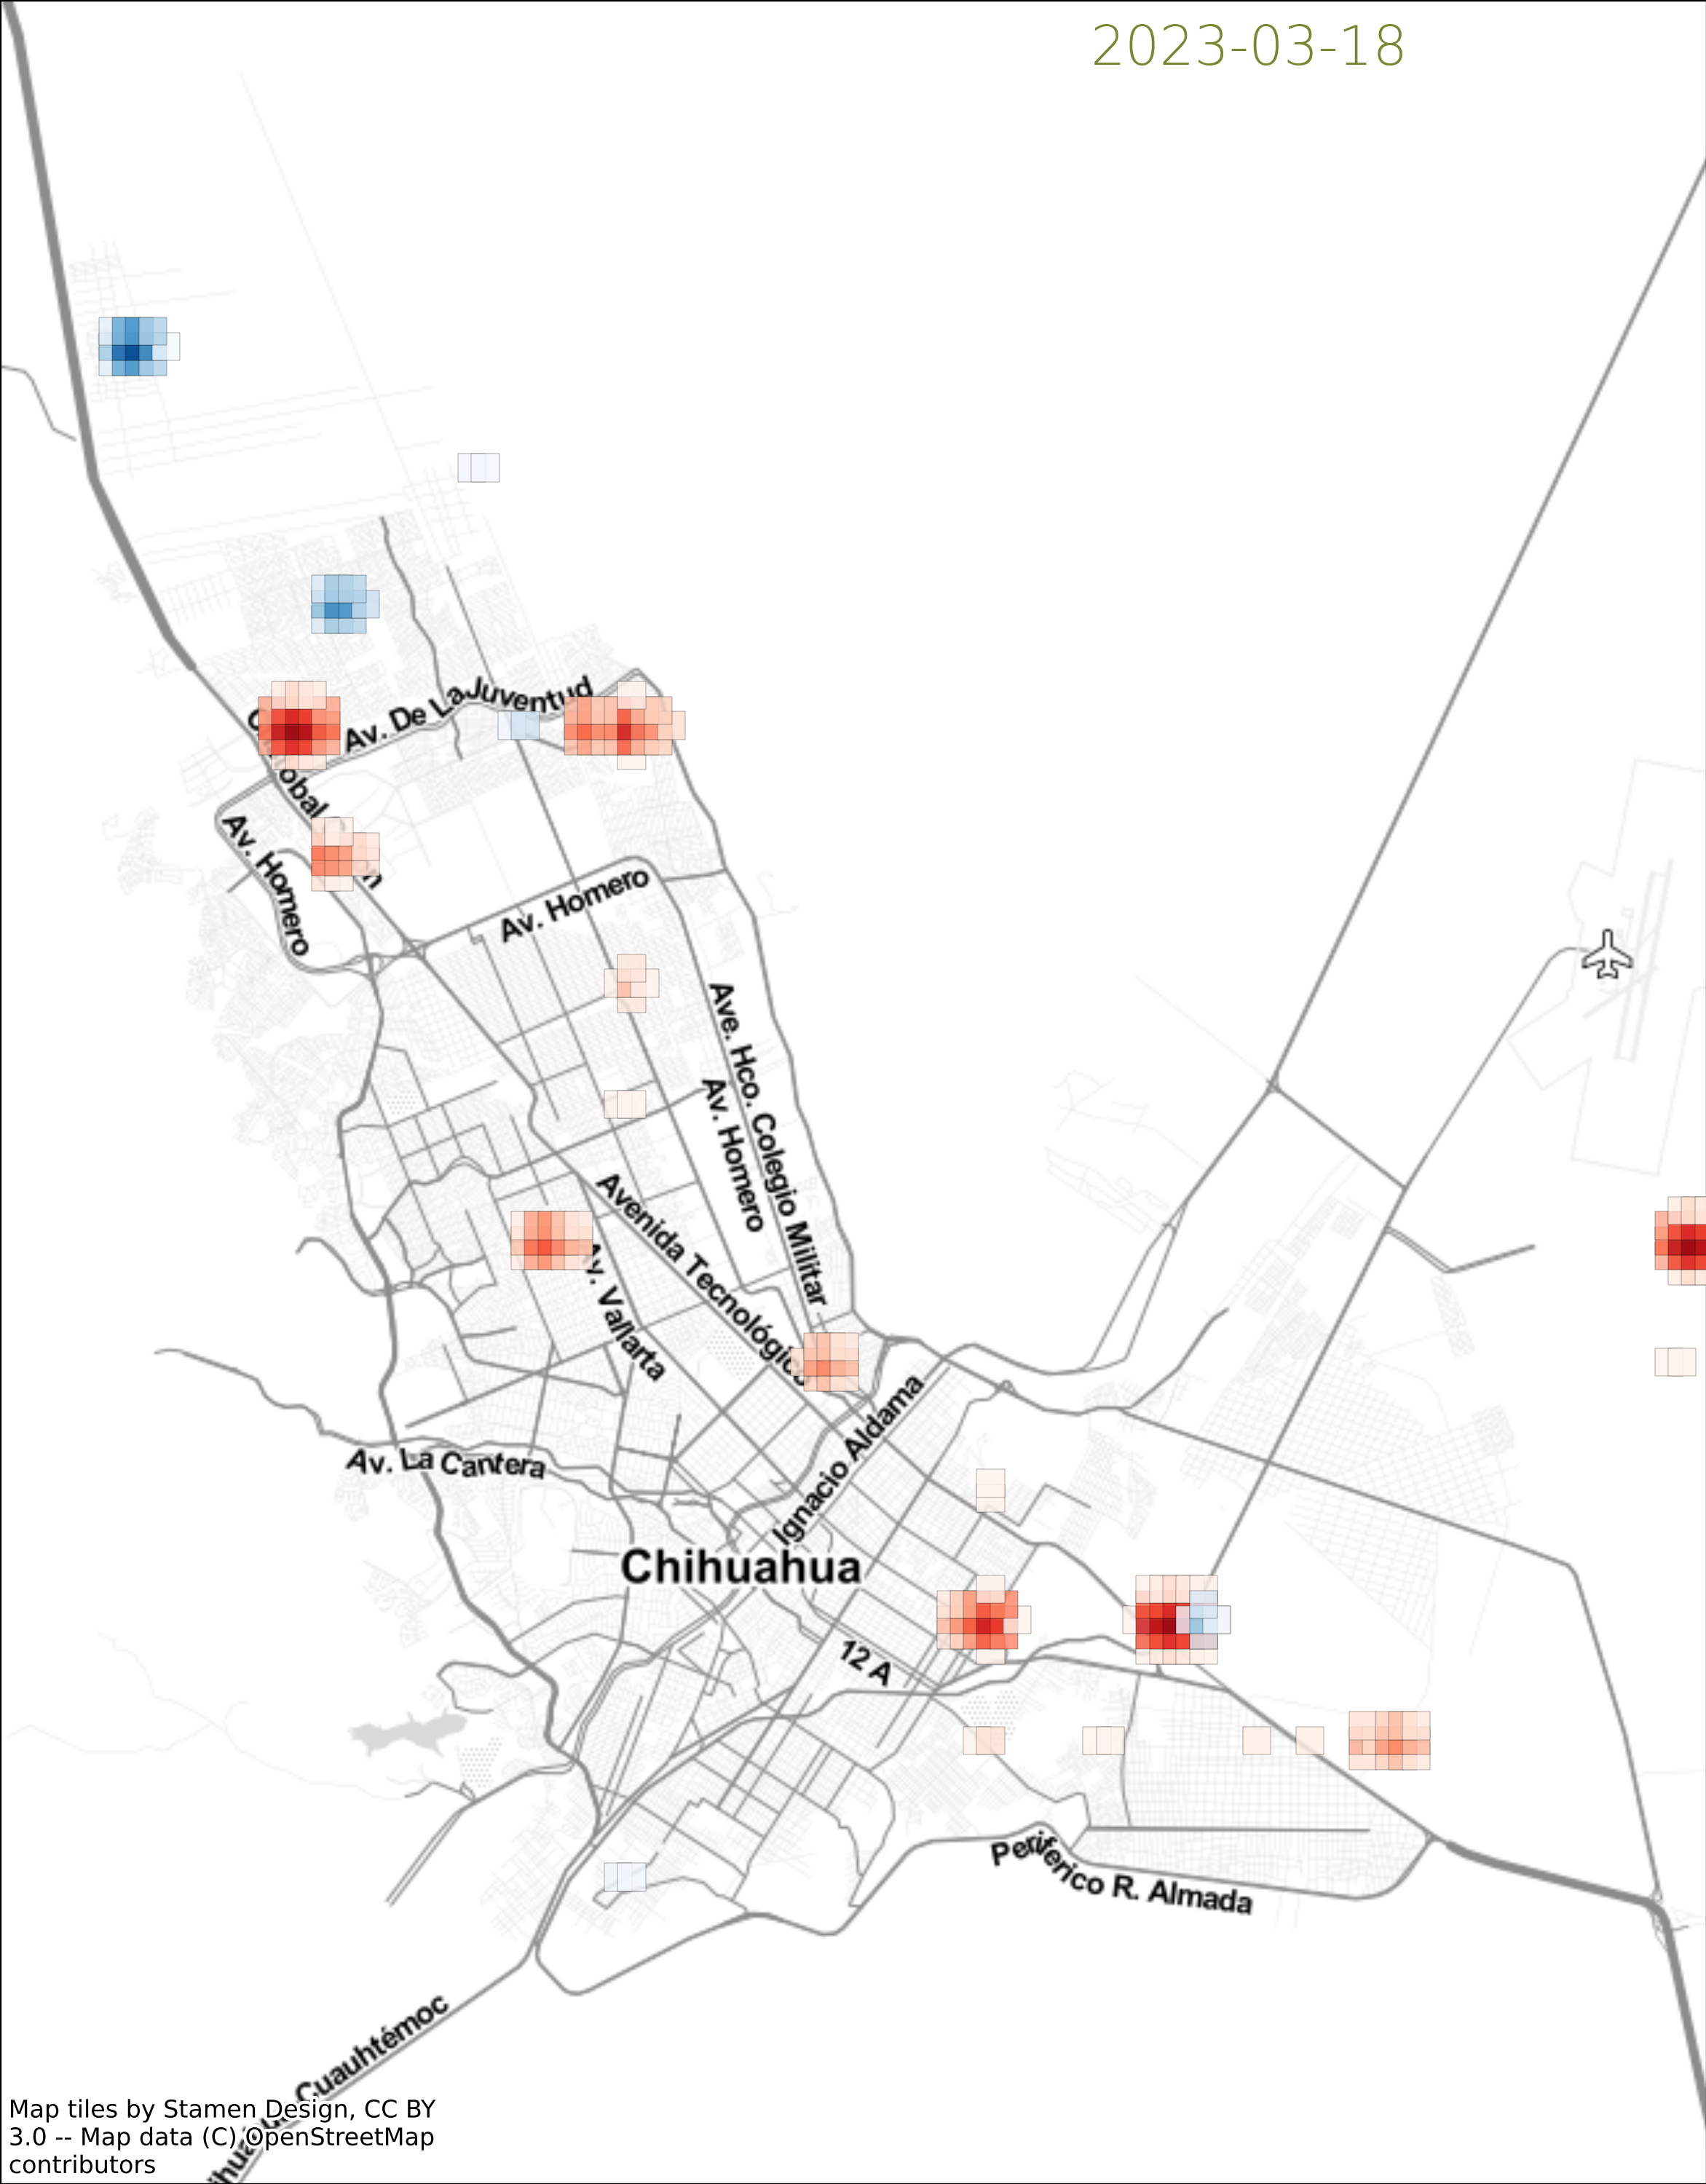 2023-03-18
Av. De La Juventud
Av. Homero
Av. Homero
Ave. Hco. Colegio Militar
Av. Homero
Avenida Tecnológico
Av. Vallarta
Av. La Cantera
Ignacio Aldama
Chihuahua
12 A
Periferico R. Almada
Cuauhtémoc
Map tiles by Stamen Design, CC BY
3.0 -- Map data (C) OpenStreetMap
contributors